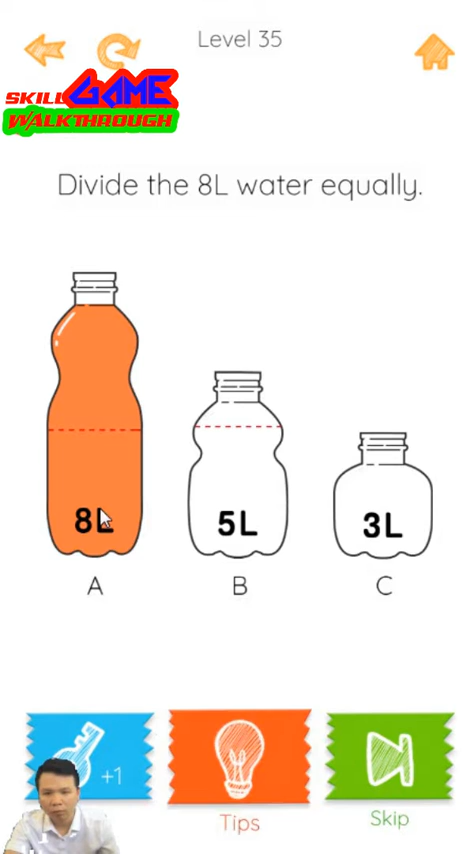 Level 35
SKILL GAME
WALKTHROUGH
Divide the 8L water equally.
8L
5L
3L
A
B
C
+1
Tips
Skip